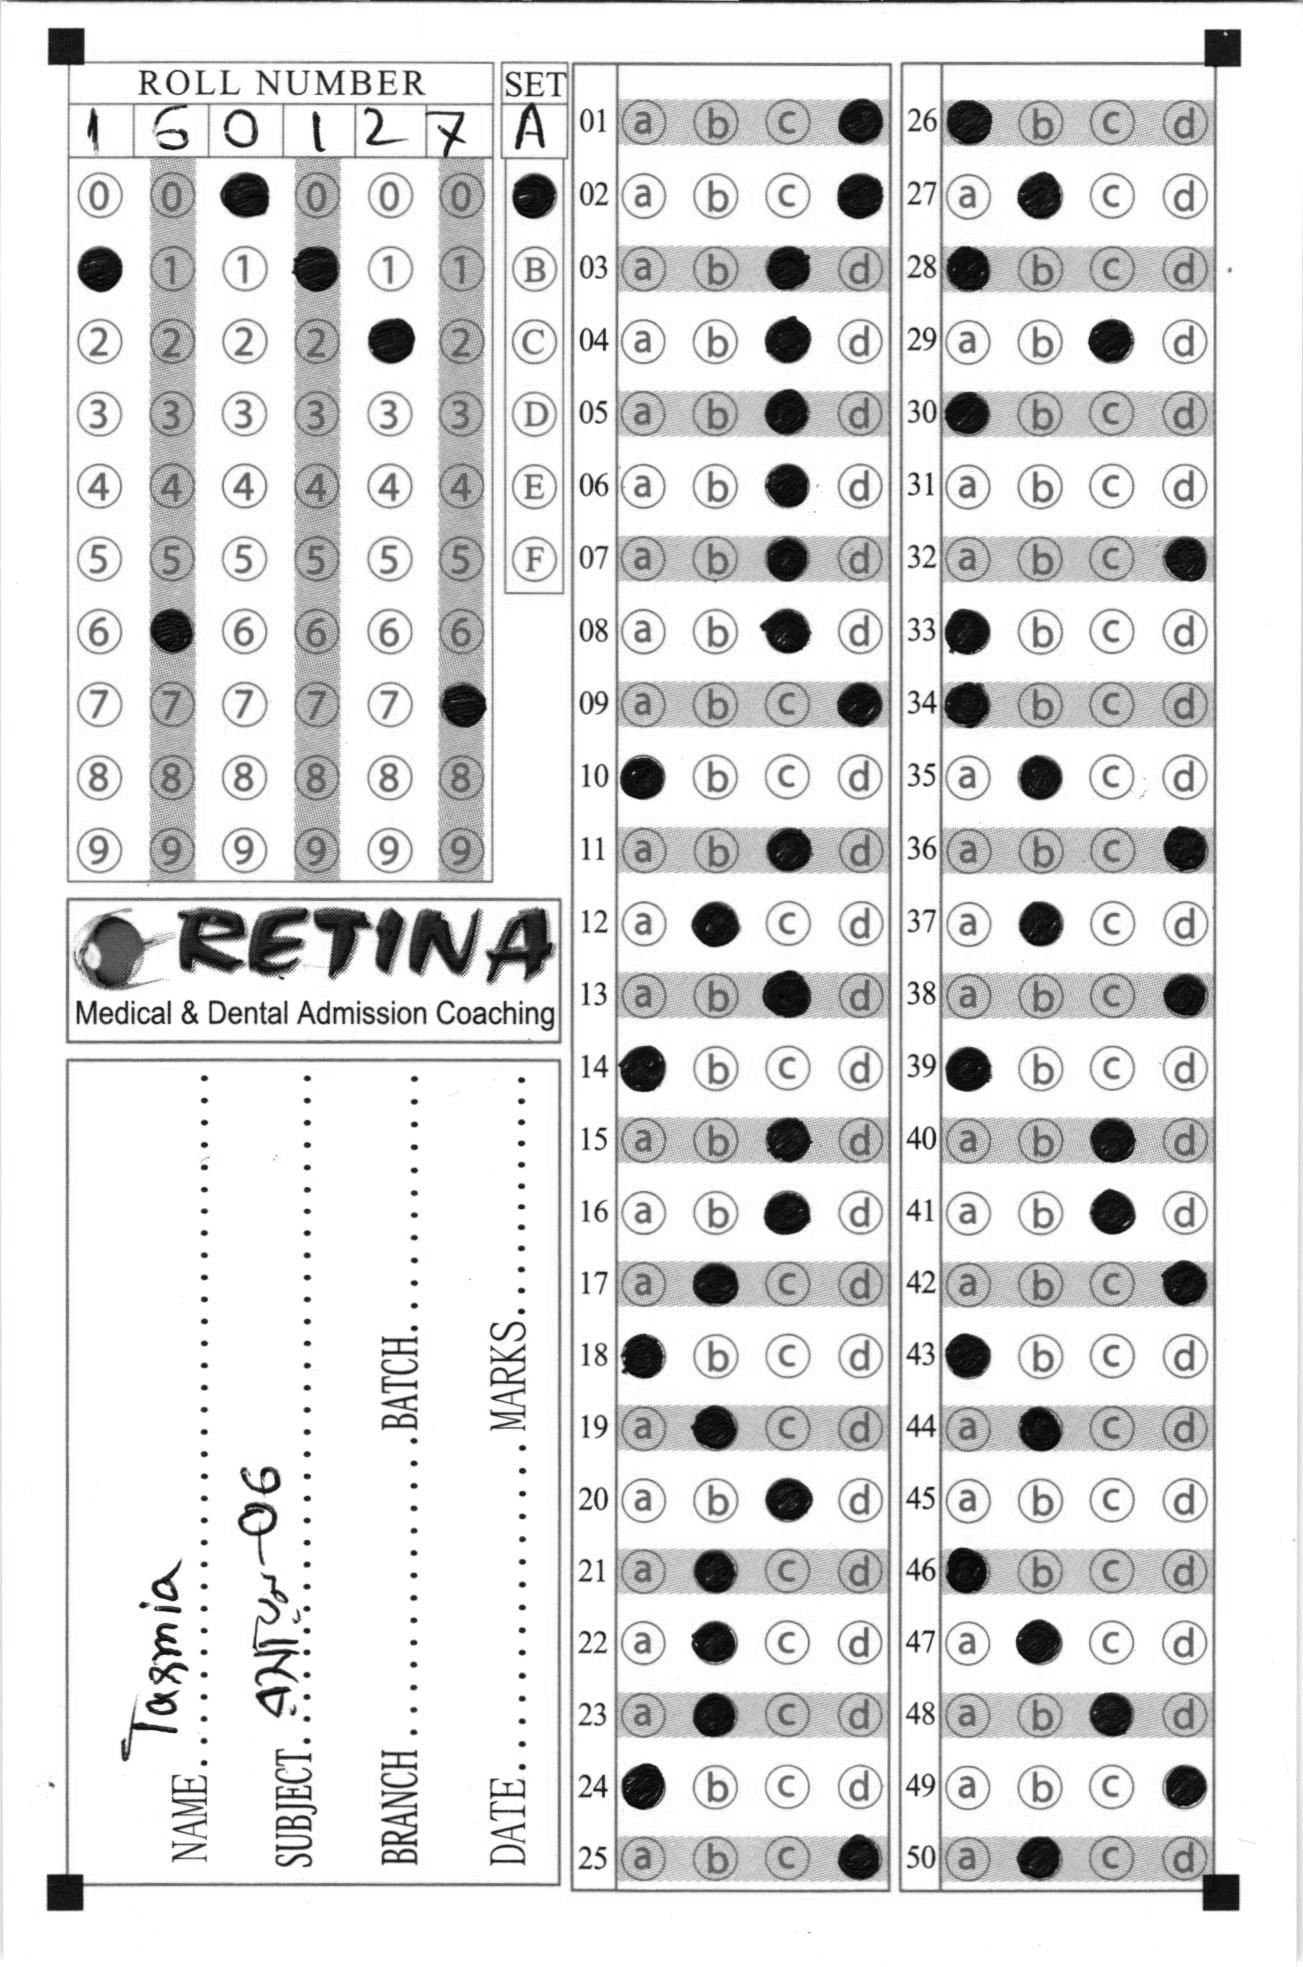 ROLL NUMBER SET
1 6 0 1 2 7 A
0 0 0 0 0
1 1 1 1 B
2 2 2 2 2 C
3 3 3 3 3 3 D
4 4 4 4 4 4 E
5 5 5 5 5 5 F
6 6 6 6 6
7 7 7 7 7
8 8 8 8 8 8
9 9 9 9 9 9
RETINA
Medical & Dental Admission Coaching
NAME Tasmia
SUBJECT -06
BRANCH BATCH
DATE MARKS
01 a b c
02 a b c
03 a b d
04 a b d
05 a b d
06 a b d
07 a b d
08 a b d
09 a b c
10 b c d
11 a b d
12 a c d
13 a b d
14 b c d
15 a b d
16 a b d
17 a c d
18 b c d
19 a c d
20 a b d
21 a c d
22 a c d
23 a c d
24 b c d
25 a b c
26 b c d
27 a c d
28 b c d
29 a b d
30 b c d
31 a b c d
32 a b c
33 b c d
34 b c d
35 a c d
36 a b c
37 a c d
38 a b c
39 b c d
40 a b d
41 a b d
42 a b c
43 b c d
44 a c d
45 a b c d
46 b c d
47 a c d
48 a b d
49 a b c
50 a c d